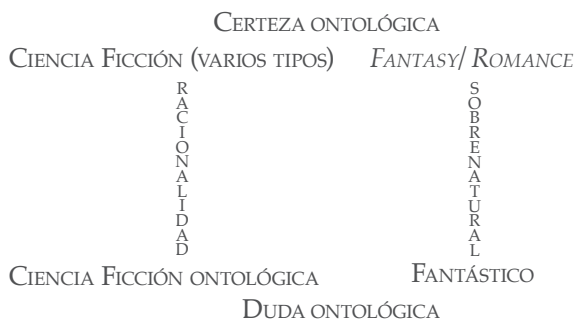 Certeza ontológica
Ciencia Ficción (varios tipos) Fantasy/ Romance
RACIONALIDAD SOBRENATURAL
Ciencia Ficción ontológica Fantástico
Duda ontológica